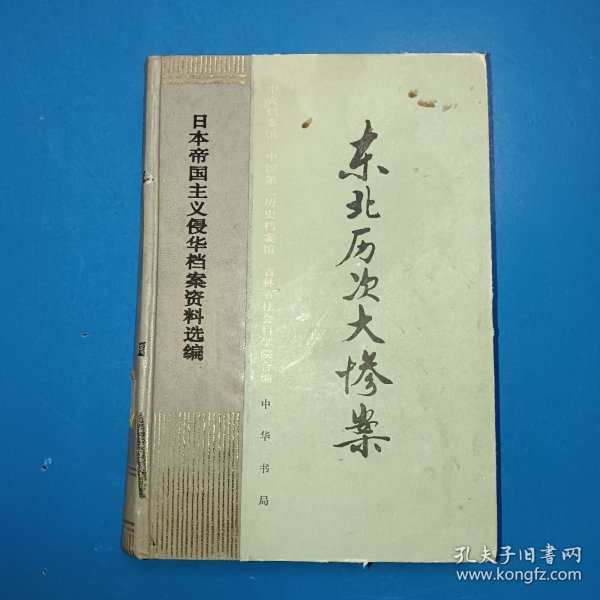 日本帝国主义侵华档案资料选编
中央档案馆 中国第二历史档案馆 吉林省社会科学院合编
东北历次大惨案
中华书局
孔夫子旧书网
www.kongfz.com